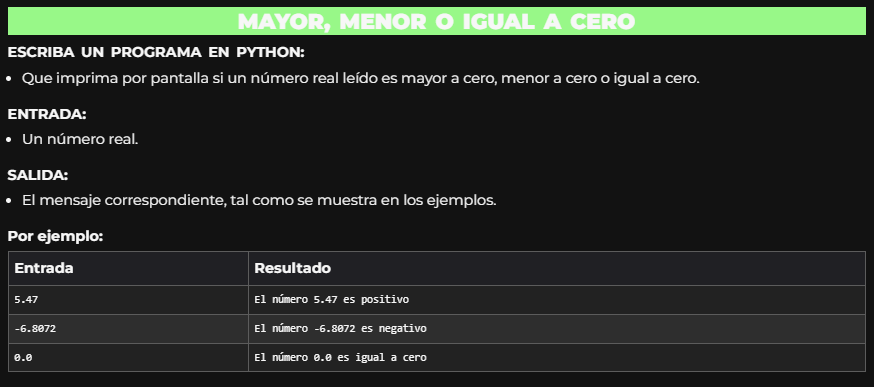 MAYOR, MENOR O IGUAL A CERO
ESCRIBA UN PROGRAMA EN PYTHON:
• Que imprima por pantalla si un número real leído es mayor a cero, menor a cero o igual a cero.
ENTRADA:
• Un número real.
SALIDA:
• El mensaje correspondiente, tal como se muestra en los ejemplos.
Por ejemplo:
Entrada Resultado
5.47 El número 5.47 es positivo
-6.8072 El número -6.8072 es negativo
0.0 El número 0.0 es igual a cero